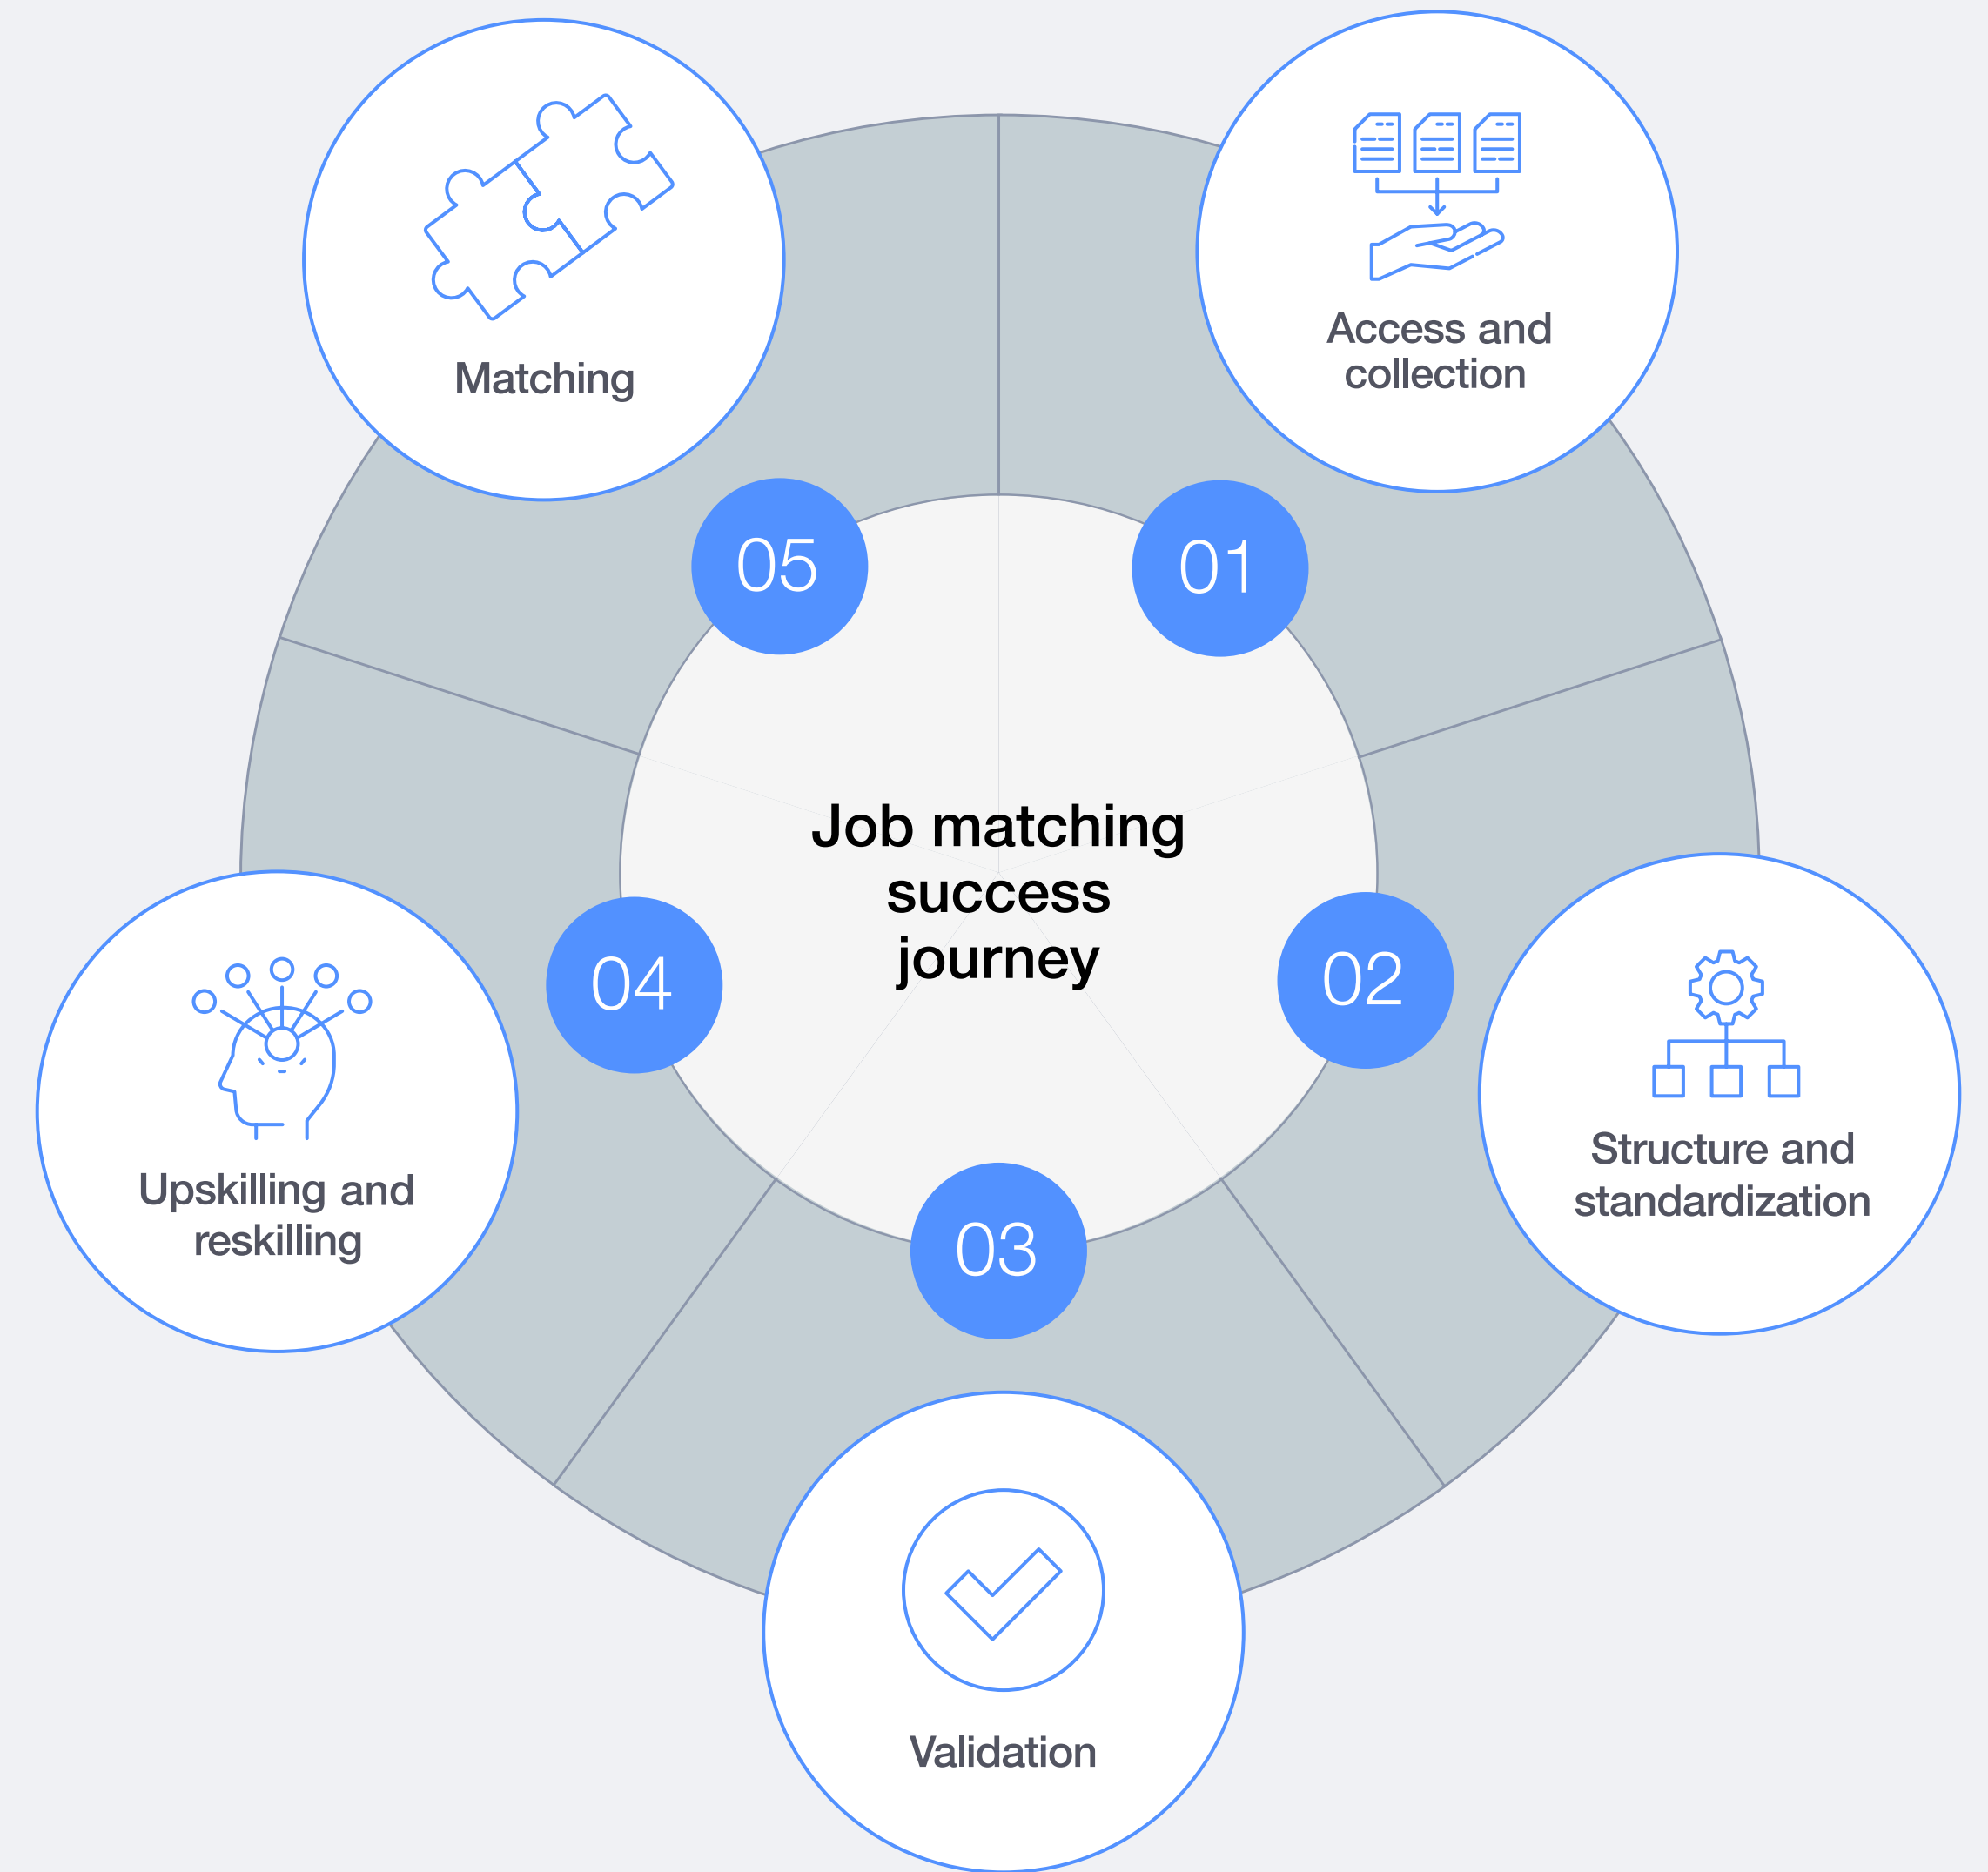 Job matching
success
journey
01
Access and
collection
02
Structure and
standardization
03
Validation
04
Upskilling and
reskilling
05
Matching